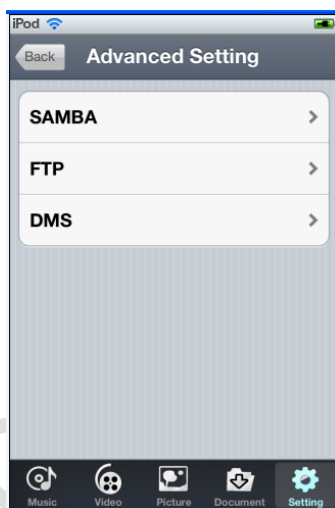 iPod
Back Advanced Setting
SAMBA
FTP
DMS
Music Video Picture Document Setting